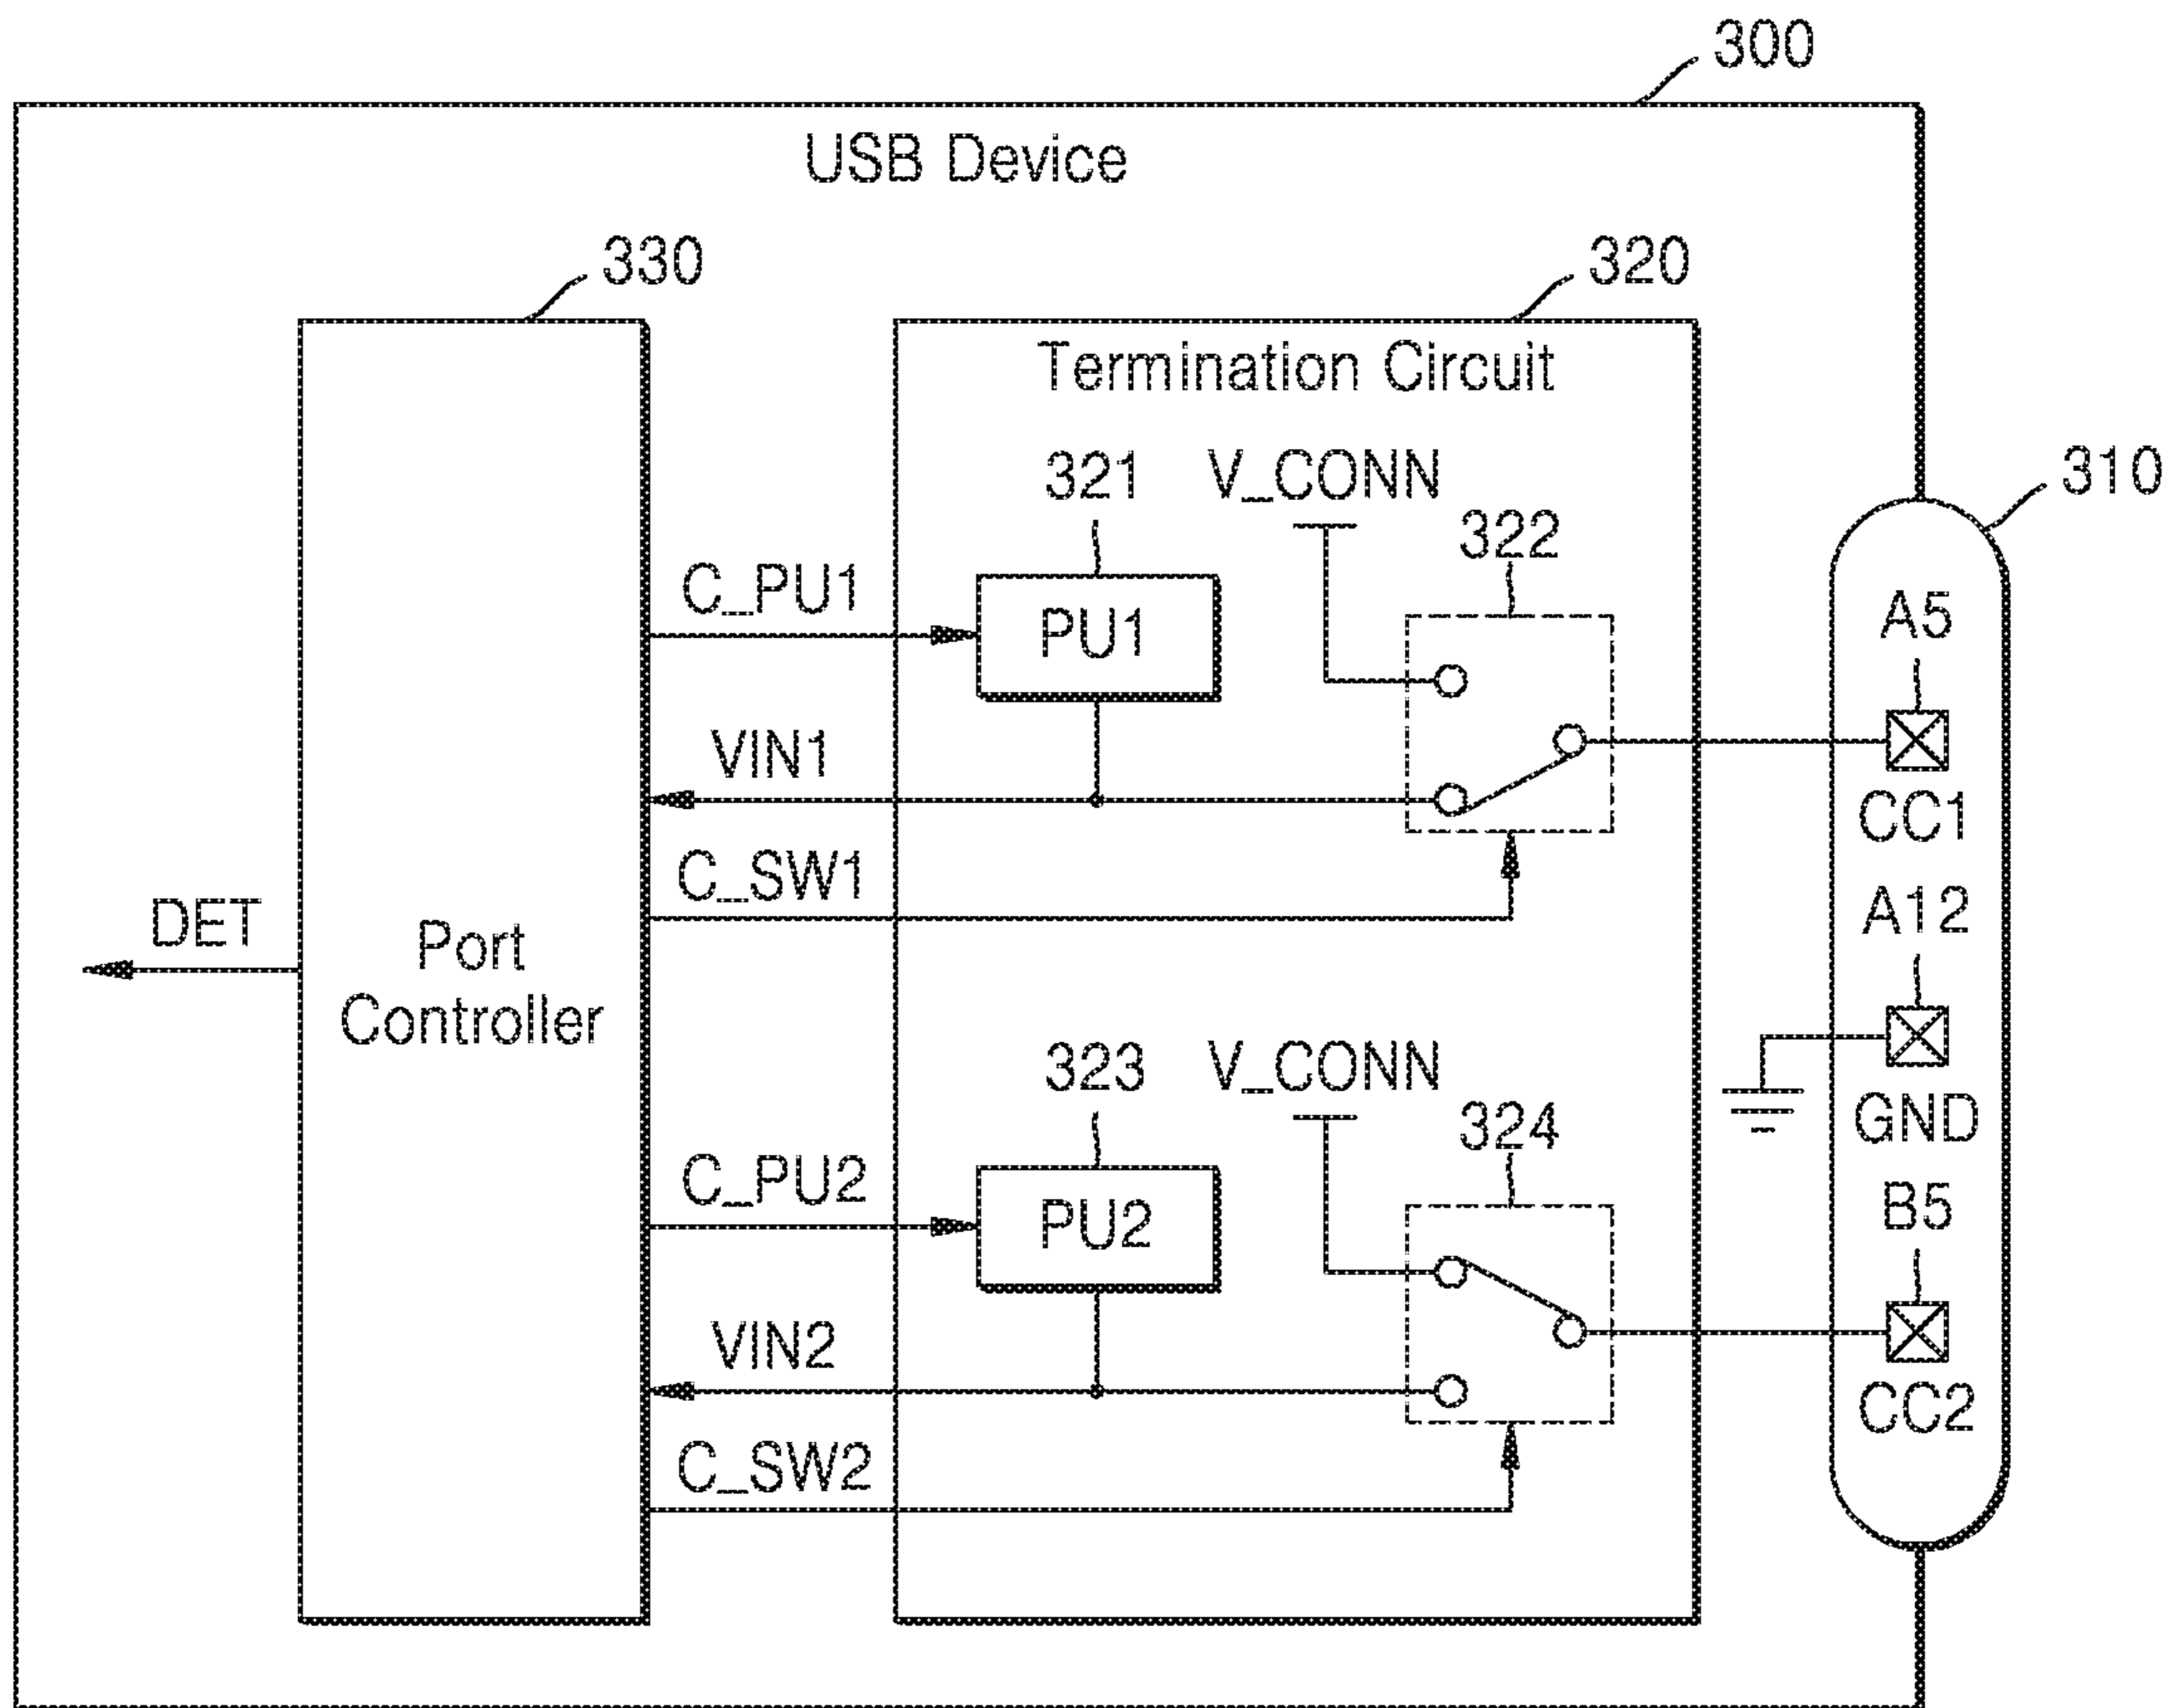 300
USB Device
330
320
Termination Circuit
310
321
V_CONN
322
C_PU1
PU1
A5
VIN1
CC1
C_SW1
A12
DET
Port
Controller
323
V_CONN
324
GND
C_PU2
PU2
B5
VIN2
CC2
C_SW2